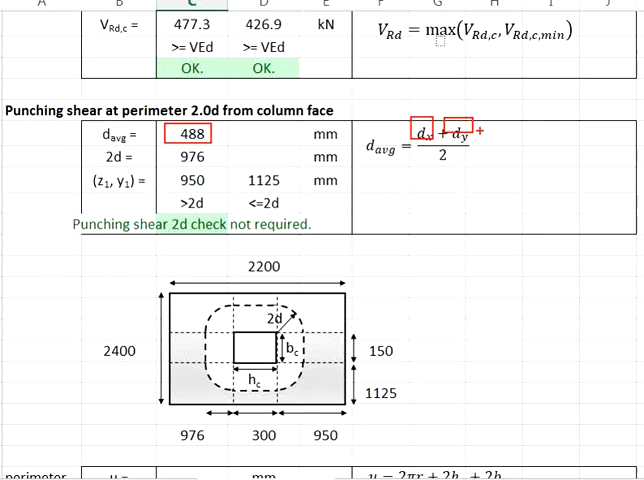 A B C D E F G H I J
V_Rd,c = 477.3 426.9 kN V_Rd = max(V_Rd,c, V_Rd,c,min)
>= VEd >= VEd
OK. OK.
Punching shear at perimeter 2.0d from column face
d_avg = 488 mm d_avg = (d_x + d_y) / 2 +
2d = 976 mm
(z₁, y₁) = 950 1125 mm
>2d <=2d
Punching shear 2d check not required.
2200
2d
2400 b_c 150
h_c
1125
976 300 950
perimeter u = mm u = 2πr + 2h + 2b